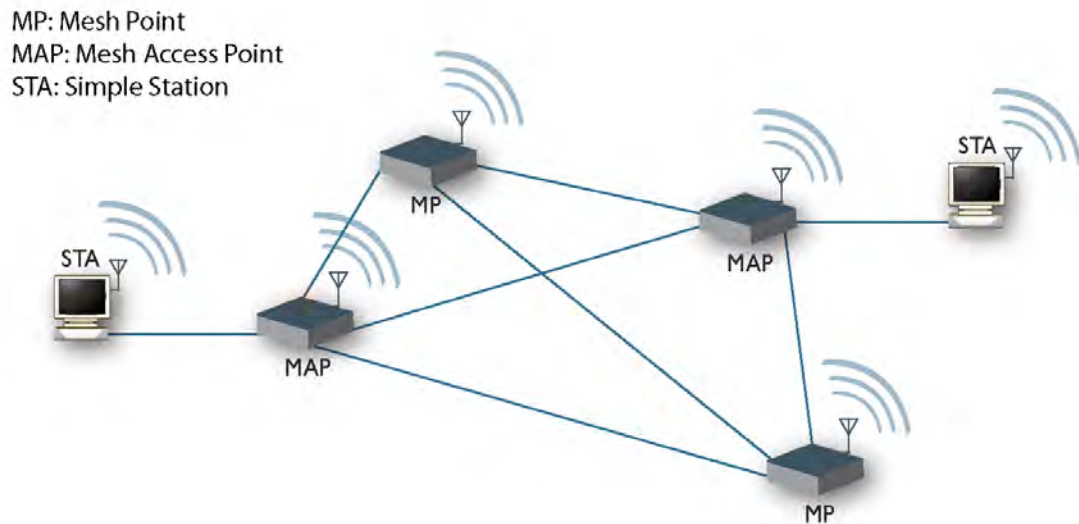 MP: Mesh Point
MAP: Mesh Access Point
STA: Simple Station
STA
MP
STA
MAP
MAP
MP